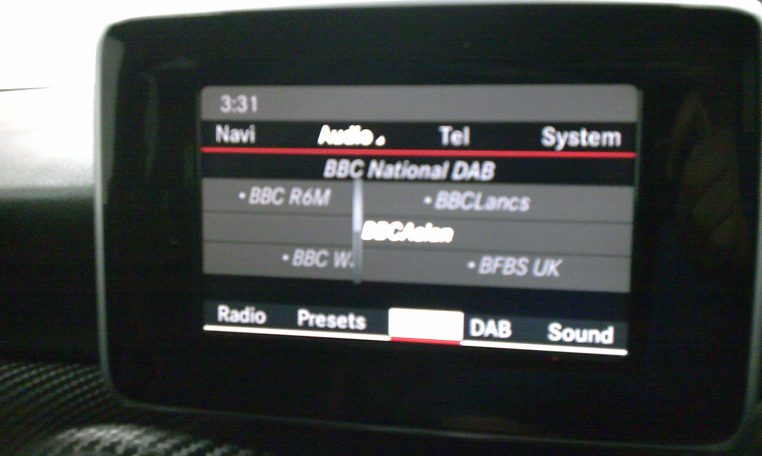 3:31
Navi Audio Tel System
BBC National DAB
• BBC R6M • BBCLancs
BBCAsian
• BBC W • BFBS UK
Radio Presets DAB Sound